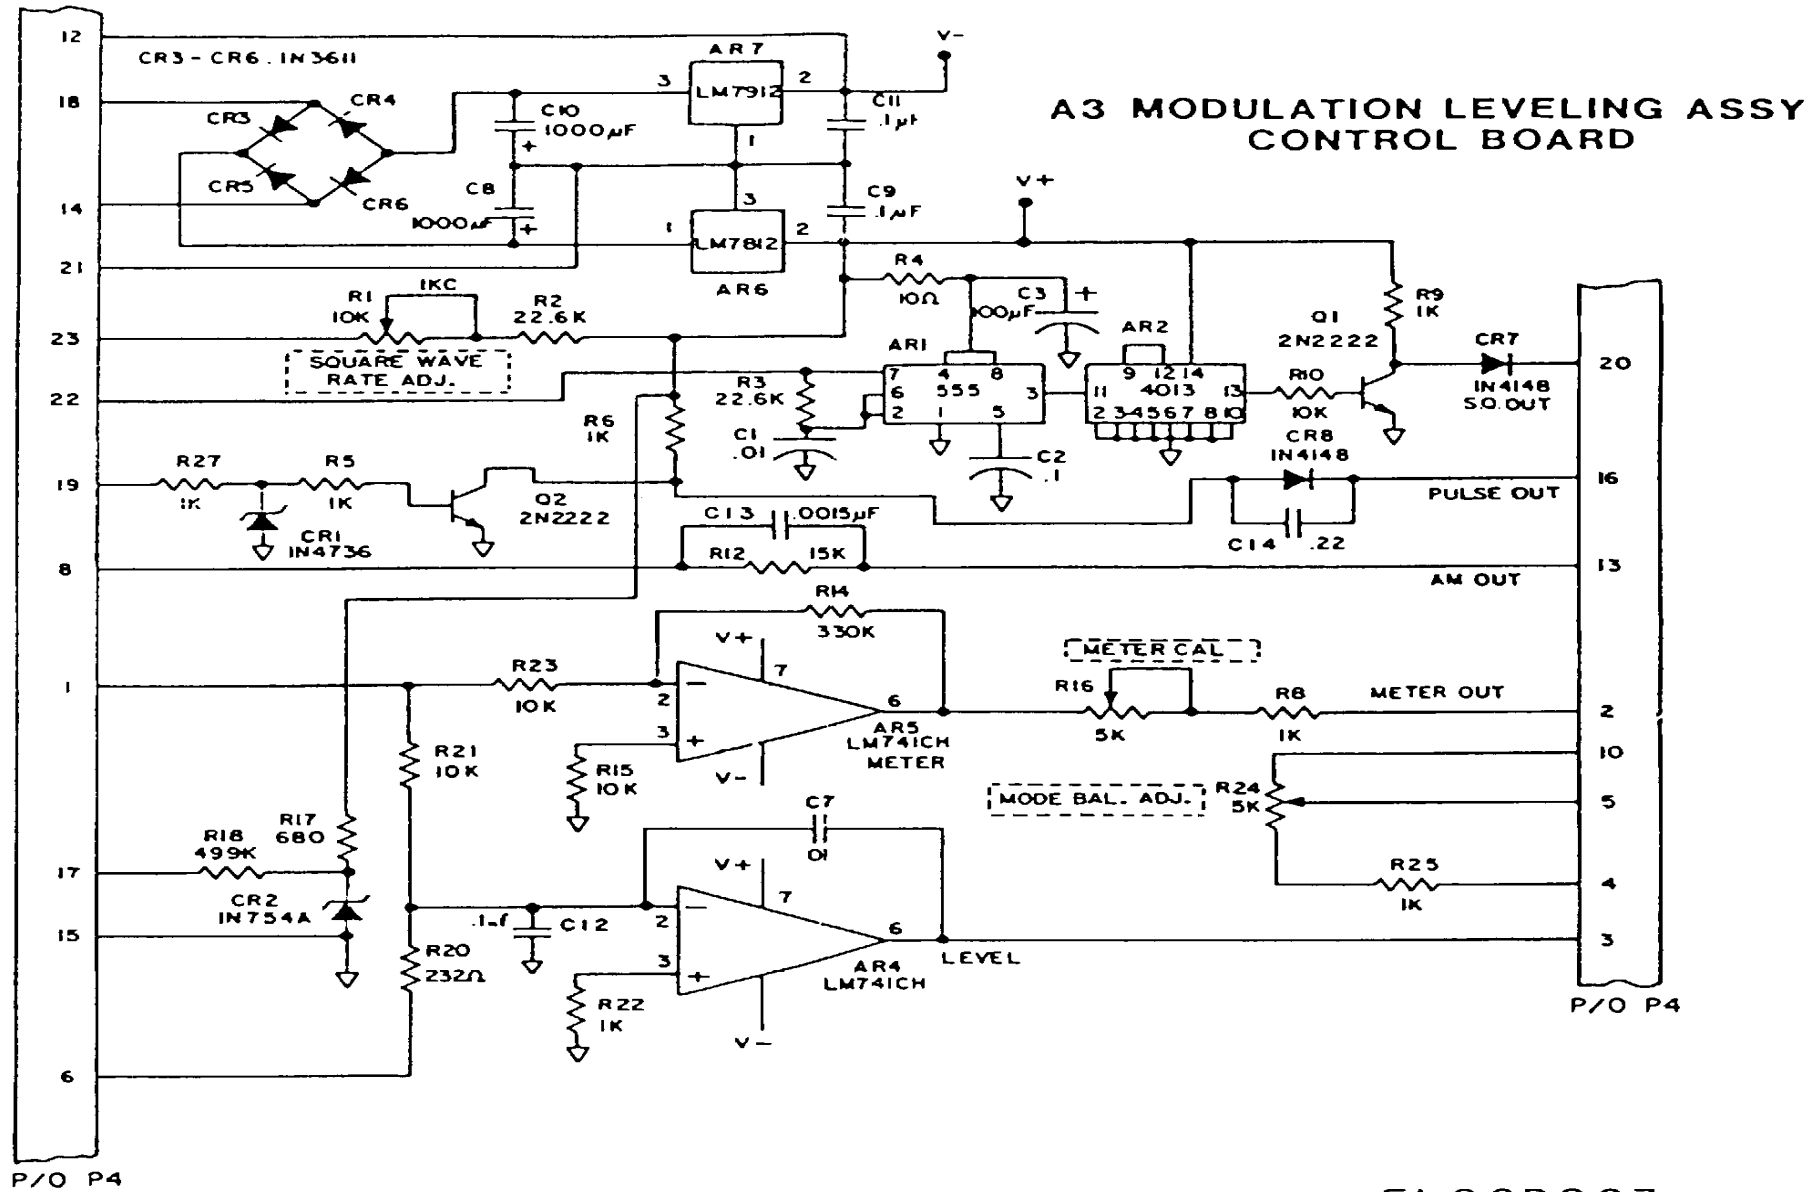 12
CR3-CR6. IN3611
18
CR3
CR4
CR5
CR6
14
21
C10
1000µF
+
C8
1000µF
+
AR7
3
LM7912
2
1
3
1
LM7812
2
AR6
C11
.1µF
C9
.1µF
V-
A3 MODULATION LEVELING ASSY
CONTROL BOARD
V+
R4
10Ω
C3
+
100µF
1KC
R1
10K
R2
22.6K
23
SQUARE WAVE
RATE ADJ.
22
R3
22.6K
C1
.01
AR1
7
4
8
6
555
3
2
1
5
C2
.1
AR2
9
12
14
11
4013
13
2 3 4 5 6 7 8 10
R10
10K
Q1
2N2222
R9
1K
CR7
IN4148
S.Q. OUT
20
R6
1K
19
R27
1K
R5
1K
CR1
IN4736
Q2
2N2222
CR8
IN4148
C14
.22
PULSE OUT
16
C13
.0015µF
8
R12
15K
AM OUT
13
R14
330K
V+
7
1
R23
10K
-
2
3
+
6
V-
R15
10K
AR5
LM741CH
METER
METER CAL
R16
5K
R8
1K
METER OUT
2
10
R21
10K
MODE BAL. ADJ.
R24
5K
5
R25
1K
4
R17
680
R18
499K
17
CR2
IN754A
15
C7
.01
V+
7
C12
-
2
3
+
6
V-
R22
1K
AR4
LM741CH
LEVEL
3
R20
232Ω
6
P/O P4
P/O P4